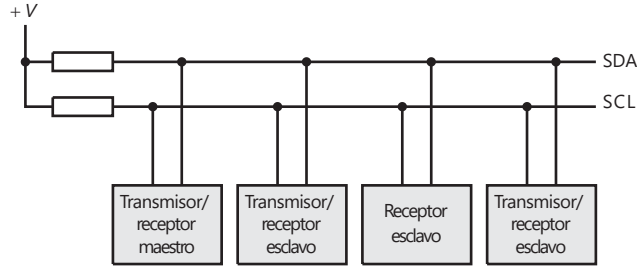 + V
SDA
SCL
Transmisor/
receptor
maestro
Transmisor/
receptor
esclavo
Receptor
esclavo
Transmisor/
receptor
esclavo